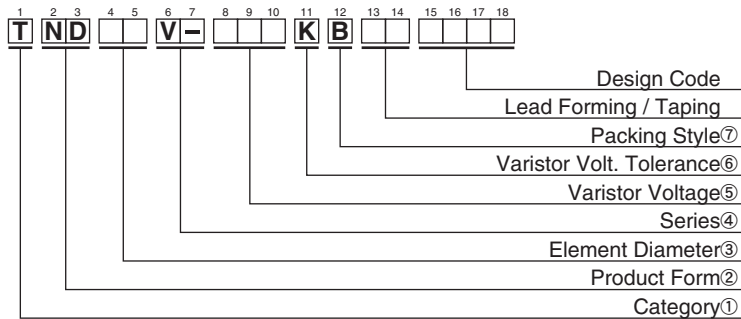 1 2 3 4 5 6 7 8 9 10 11 12 13 14 15 16 17 18
T ND V– K B
Design Code
Lead Forming / Taping
Packing Style⑦
Varistor Volt. Tolerance⑥
Varistor Voltage⑤
Series④
Element Diameter③
Product Form②
Category①